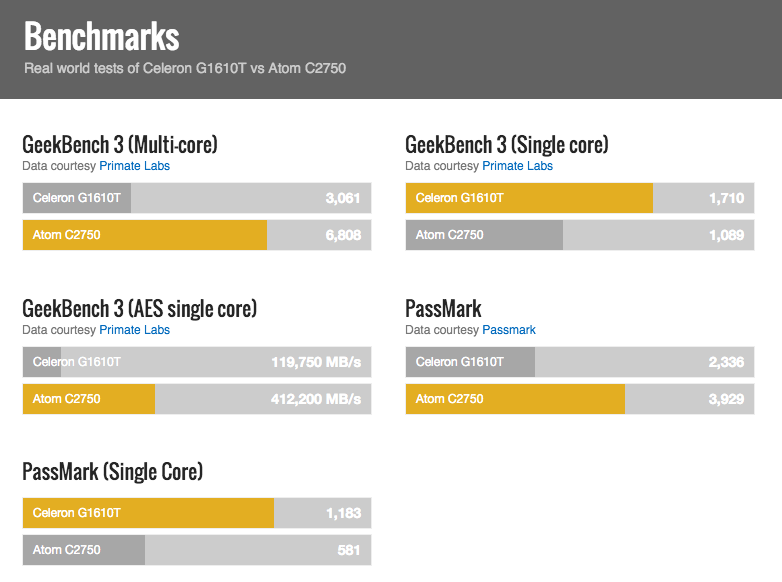 Benchmarks
Real world tests of Celeron G1610T vs Atom C2750
GeekBench 3 (Multi-core)
Data courtesy Primate Labs
Celeron G1610T 3,061
Atom C2750 6,808
GeekBench 3 (Single core)
Data courtesy Primate Labs
Celeron G1610T 1,710
Atom C2750 1,089
GeekBench 3 (AES single core)
Data courtesy Primate Labs
Celeron G1610T 119,750 MB/s
Atom C2750 412,200 MB/s
PassMark
Data courtesy Passmark
Celeron G1610T 2,336
Atom C2750 3,929
PassMark (Single Core)
Celeron G1610T 1,183
Atom C2750 581